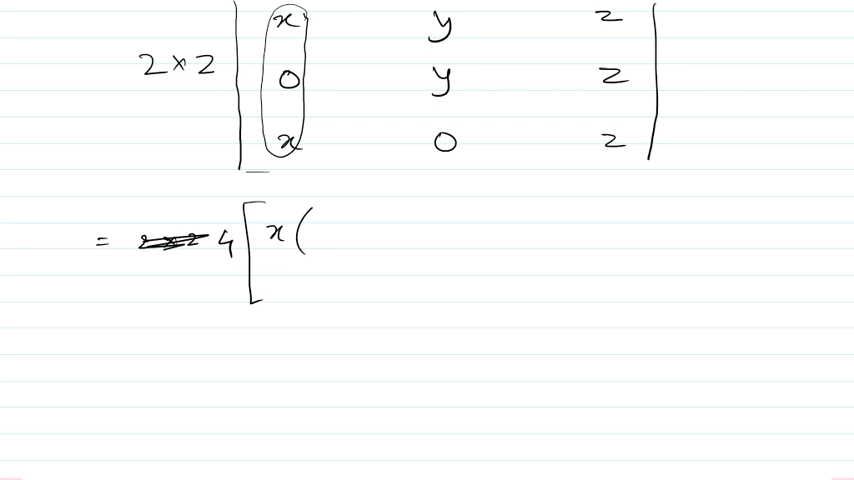 x y z
2 × 2 0 y z
x 0 z
= 4 [ x (